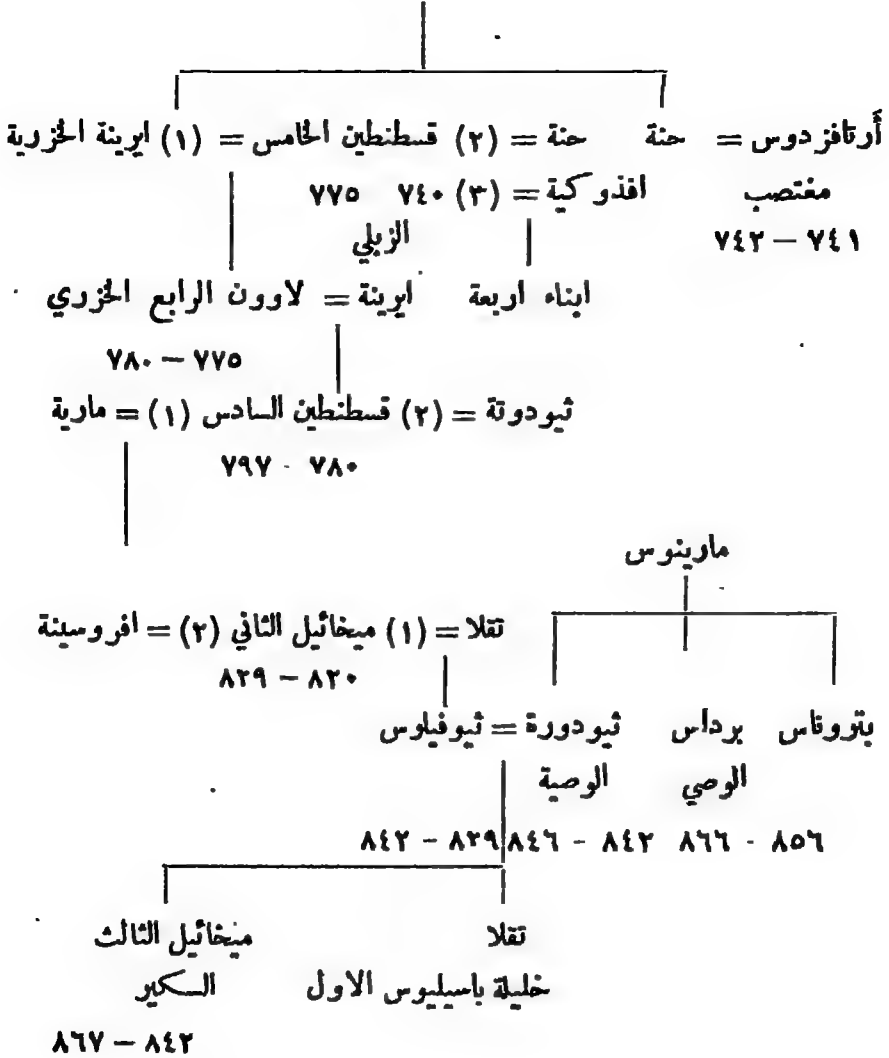 أرتافزدوس = حنة حنة = (٢) قسطنطين الخامس = (١) ايرينة الخزرية
مغتصب افذوكية = (٣) ٧٤٠ ٧٧٥
٧٤١ – ٧٤٢ الزبلي
ابناء اربعة ايرينة = لاوون الرابع الخزري
٧٧٥ – ٧٨٠
ثيودوتة = (٢) قسطنطين السادس (١) = مارية
٧٨٠ - ٧٩٧
مارينوس
تقلا = (١) ميخائيل الثاني (٢) = افروسينة
٨٢٠ – ٨٢٩
بتروناس برداس ثيودورة = ثيوفيلوس
الوصي الوصية
٨٥٦ - ٨٦٦ ٨٤٢ - ٨٤٦ ٨٢٩ - ٨٤٢
تقلا ميخائيل الثالث
خليلة باسيليوس الاول السكير
٨٤٢ – ٨٦٧